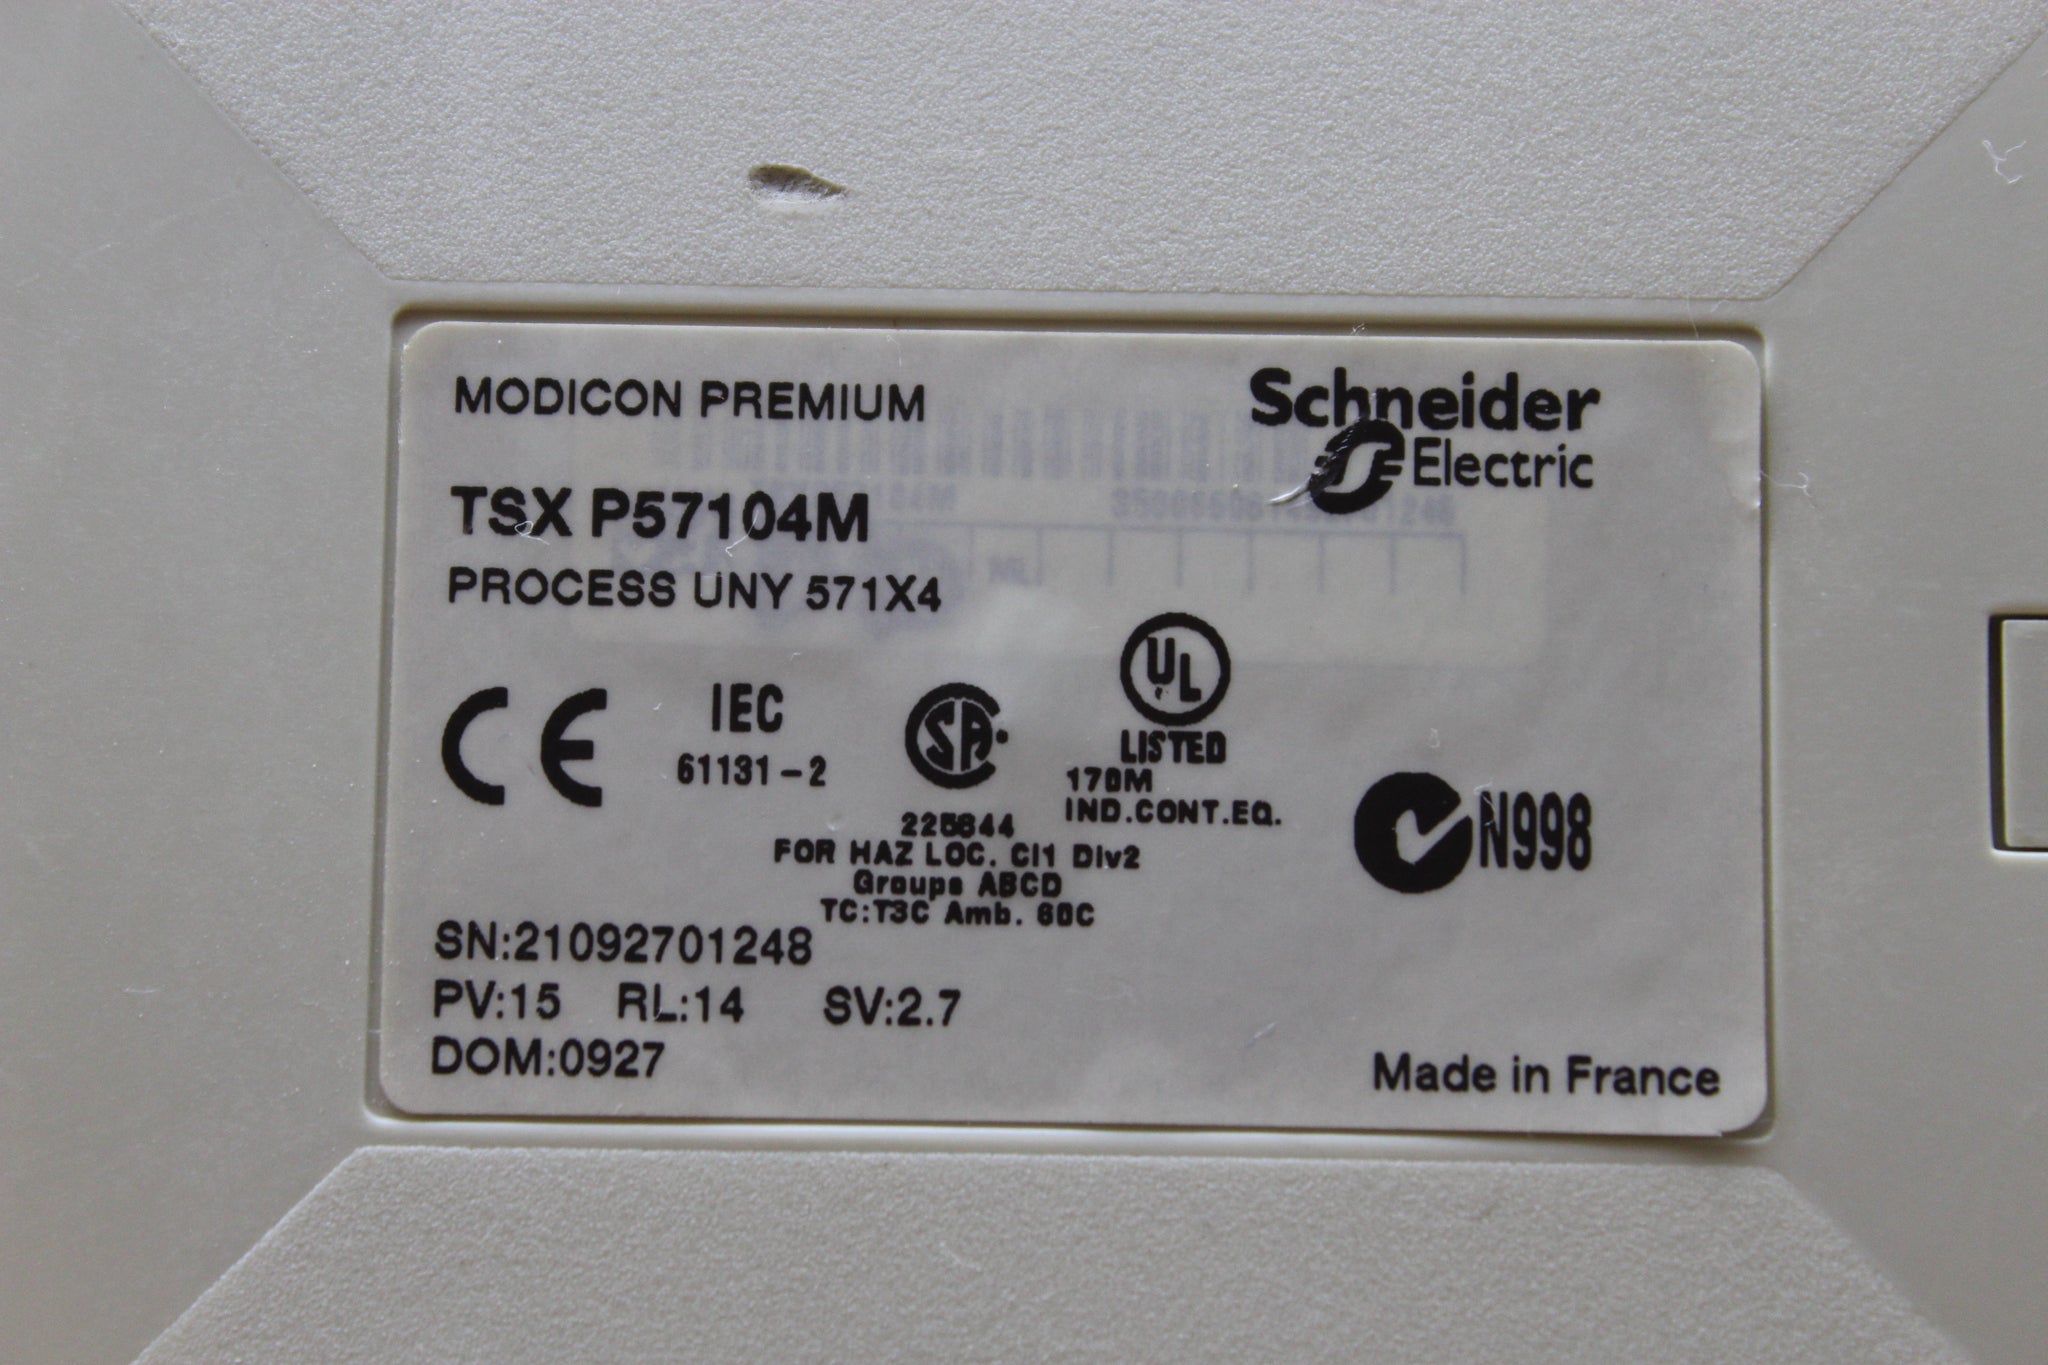 MODICON PREMIUM
Schneider
Electric
TSX P57104M
PROCESS UNY 571X4
CE
IEC
61131-2
SA
UL
LISTED
170M
IND.CONT.EQ.
225644
FOR HAZ LOC. Cl1 Div2
Groups ABCD
TC:T3C Amb. 60C
N998
SN:21092701248
PV:15 RL:14 SV:2.7
DOM:0927
Made in France